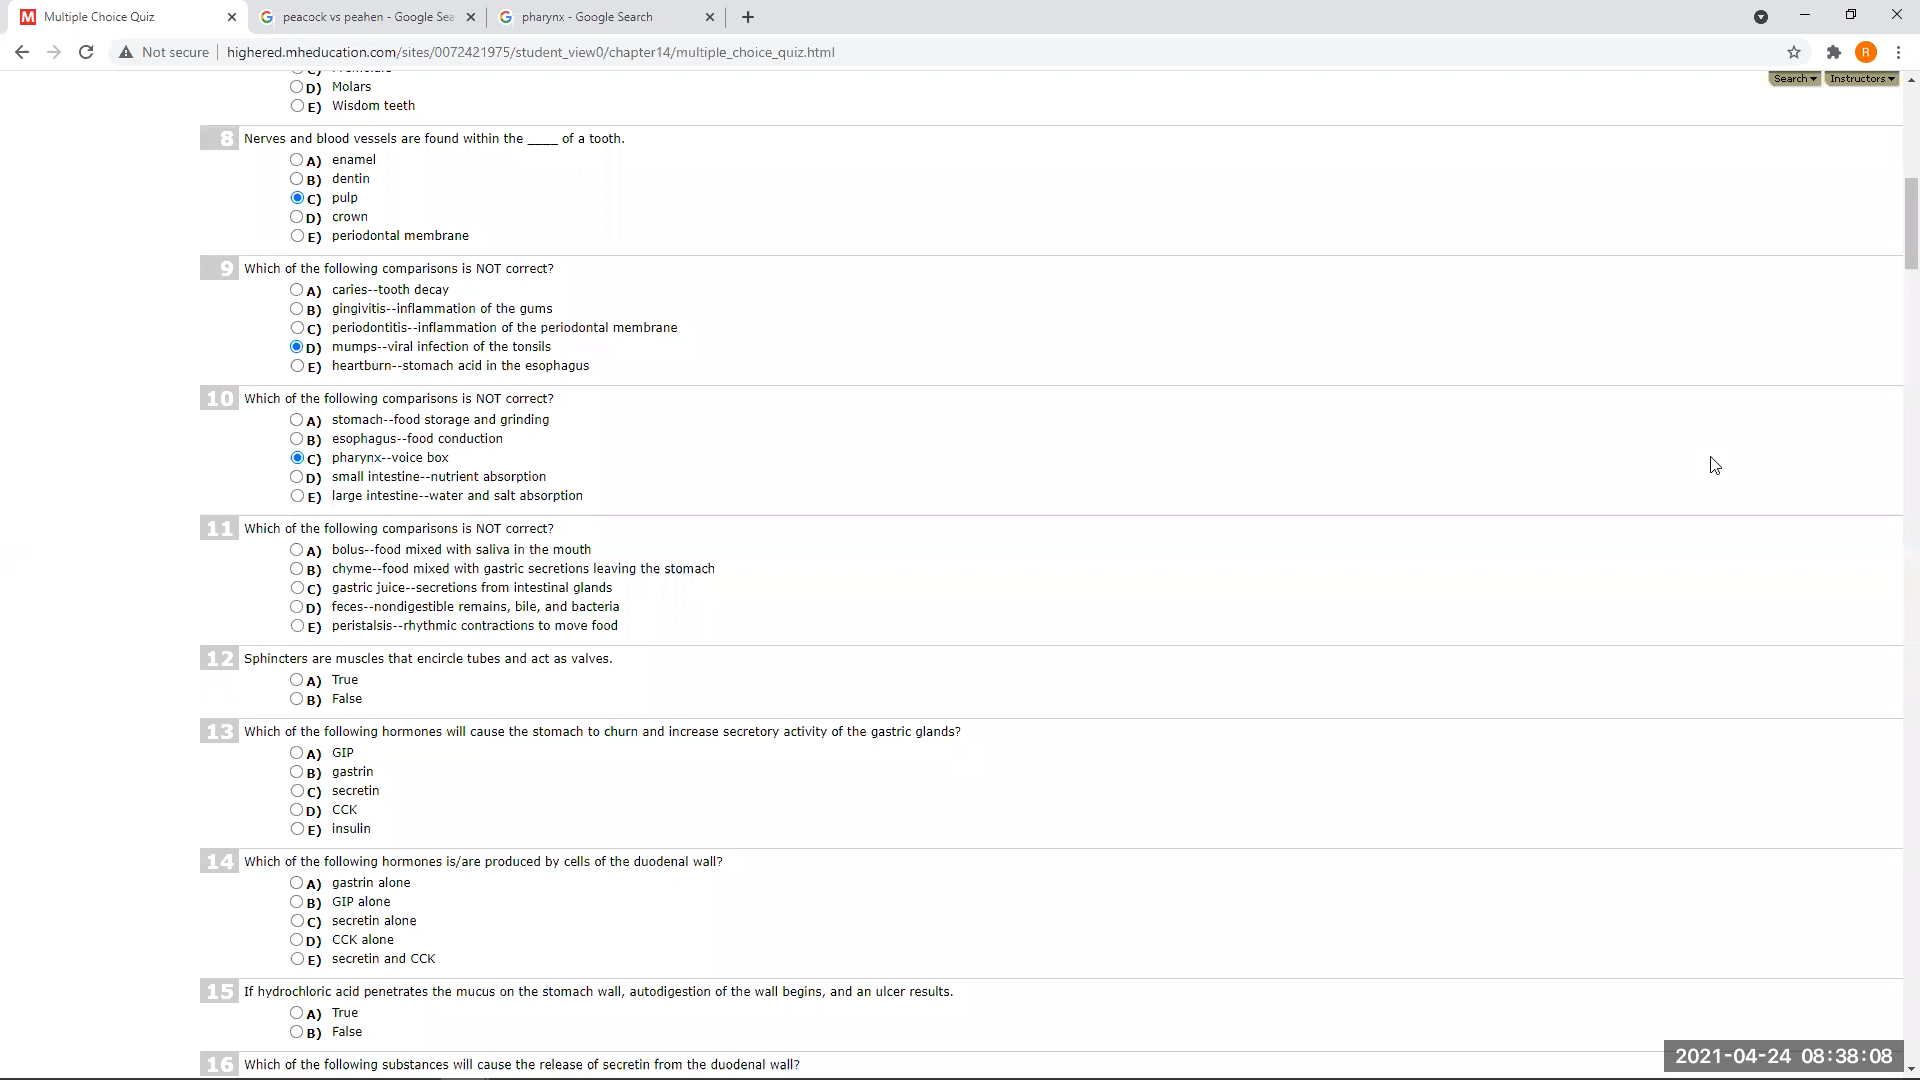 Multiple Choice Quiz
peacock vs peahen - Google Sea
pharynx - Google Search
Not secure
highered.mheducation.com/sites/0072421975/student_view0/chapter14/multiple_choice_quiz.html
R
Search
Instructors
D) Molars
E) Wisdom teeth
8 Nerves and blood vessels are found within the ____ of a tooth.
A) enamel
B) dentin
C) pulp
D) crown
E) periodontal membrane
9 Which of the following comparisons is NOT correct?
A) caries--tooth decay
B) gingivitis--inflammation of the gums
C) periodontitis--inflammation of the periodontal membrane
D) mumps--viral infection of the tonsils
E) heartburn--stomach acid in the esophagus
10 Which of the following comparisons is NOT correct?
A) stomach--food storage and grinding
B) esophagus--food conduction
C) pharynx--voice box
D) small intestine--nutrient absorption
E) large intestine--water and salt absorption
11 Which of the following comparisons is NOT correct?
A) bolus--food mixed with saliva in the mouth
B) chyme--food mixed with gastric secretions leaving the stomach
C) gastric juice--secretions from intestinal glands
D) feces--nondigestible remains, bile, and bacteria
E) peristalsis--rhythmic contractions to move food
12 Sphincters are muscles that encircle tubes and act as valves.
A) True
B) False
13 Which of the following hormones will cause the stomach to churn and increase secretory activity of the gastric glands?
A) GIP
B) gastrin
C) secretin
D) CCK
E) insulin
14 Which of the following hormones is/are produced by cells of the duodenal wall?
A) gastrin alone
B) GIP alone
C) secretin alone
D) CCK alone
E) secretin and CCK
15 If hydrochloric acid penetrates the mucus on the stomach wall, autodigestion of the wall begins, and an ulcer results.
A) True
B) False
16 Which of the following substances will cause the release of secretin from the duodenal wall?
2021-04-24 08:38:08